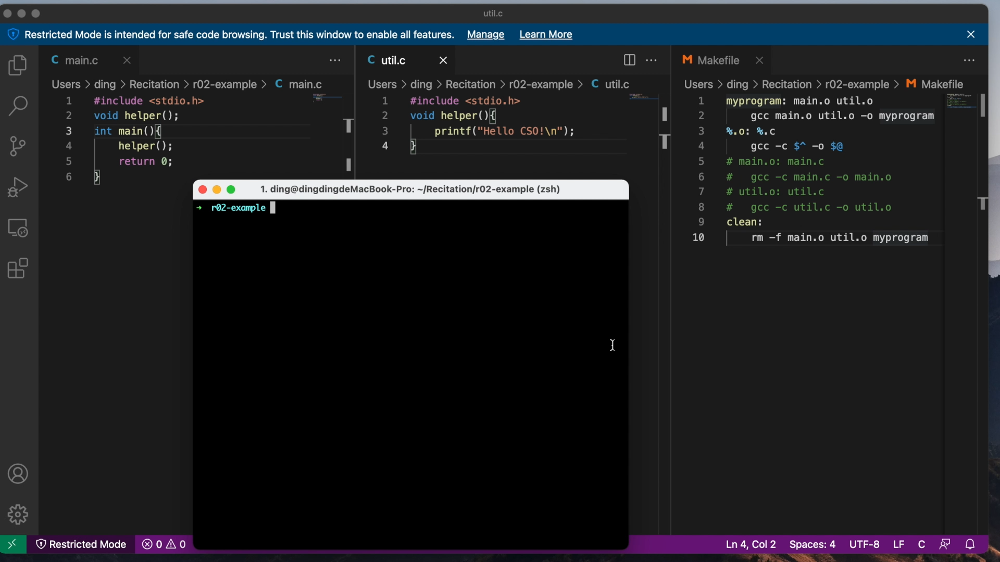 util.c
Restricted Mode is intended for safe code browsing. Trust this window to enable all features. Manage Learn More
C main.c
Users > ding > Recitation > r02-example > C main.c
1 #include <stdio.h>
2 void helper();
3 int main(){
4 helper();
5 return 0;
6 }
C util.c
Users > ding > Recitation > r02-example > C util.c
1 #include <stdio.h>
2 void helper(){
3 printf("Hello CSO!\n");
4 }
M Makefile
Users > ding > Recitation > r02-example > M Makefile
1 myprogram: main.o util.o
2 gcc main.o util.o -o myprogram
3 %.o: %.c
4 gcc -c $^ -o $@
5 # main.o: main.c
6 # gcc -c main.c -o main.o
7 # util.o: util.c
8 # gcc -c util.c -o util.o
9 clean:
10 rm -f main.o util.o myprogram
1. ding@dingdingdeMacBook-Pro: ~/Recitation/r02-example (zsh)
➜ r02-example
Restricted Mode 0 0 Ln 4, Col 2 Spaces: 4 UTF-8 LF C